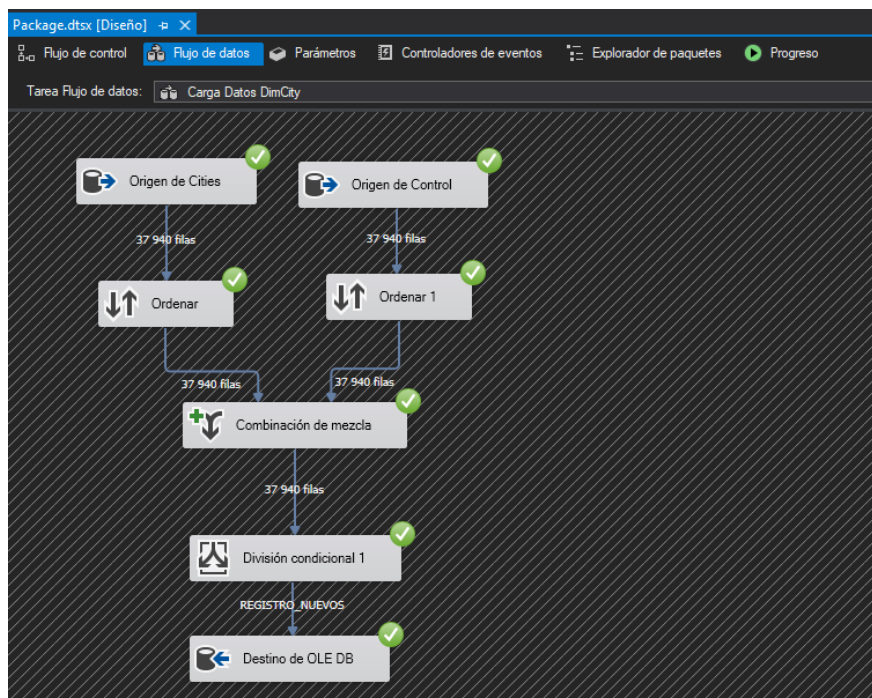 Package.dtsx [Diseño]
Flujo de control Flujo de datos Parámetros Controladores de eventos Explorador de paquetes Progreso
Tarea Flujo de datos: Carga Datos DimCity
Origen de Cities
Origen de Control
37 940 filas
37 940 filas
Ordenar
Ordenar 1
37 940 filas
37 940 filas
Combinación de mezcla
37 940 filas
División condicional 1
REGISTRO_NUEVOS
Destino de OLE DB